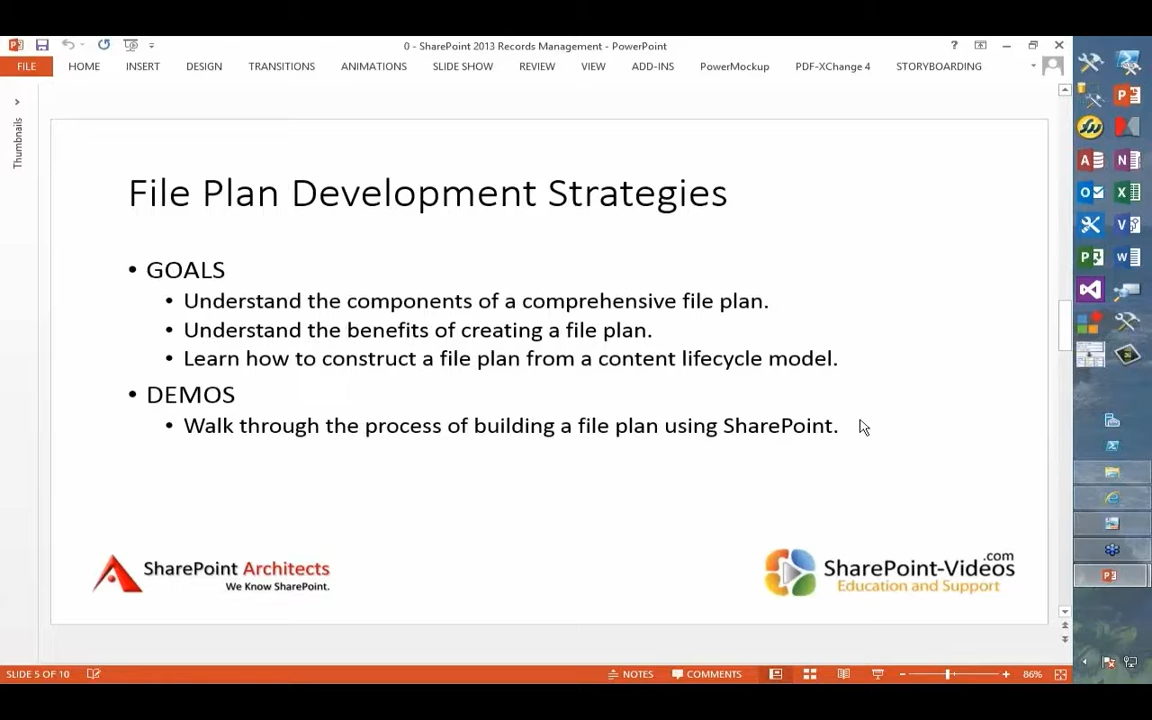 0 - SharePoint 2013 Records Management - PowerPoint
FILE HOME INSERT DESIGN TRANSITIONS ANIMATIONS SLIDE SHOW REVIEW VIEW ADD-INS PowerMockup PDF-XChange 4 STORYBOARDING
Thumbnails
File Plan Development Strategies
• GOALS
• Understand the components of a comprehensive file plan.
• Understand the benefits of creating a file plan.
• Learn how to construct a file plan from a content lifecycle model.
• DEMOS
• Walk through the process of building a file plan using SharePoint.
SharePoint Architects
We Know SharePoint.
.com
SharePoint-Videos
Education and Support
SLIDE 5 OF 10 NOTES COMMENTS 86%